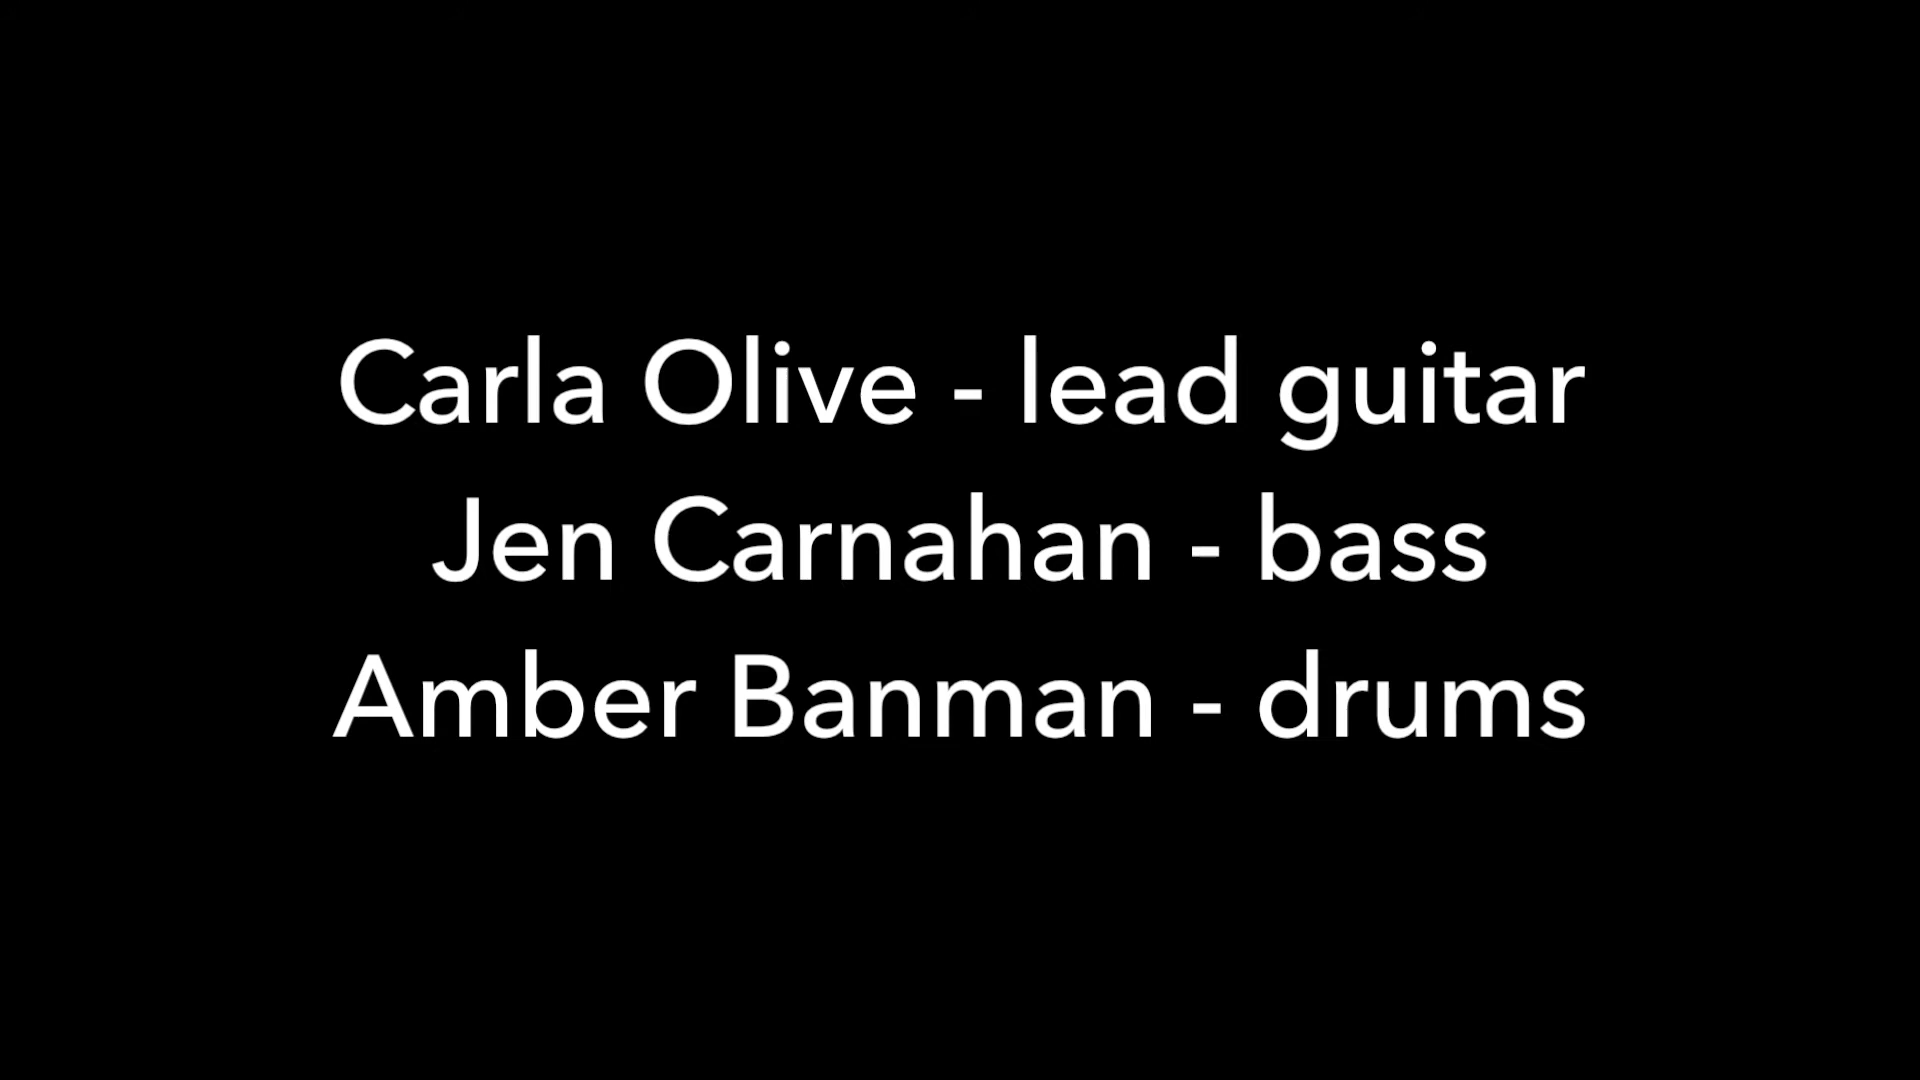 Carla Olive - lead guitar
Jen Carnahan - bass
Amber Banman - drums